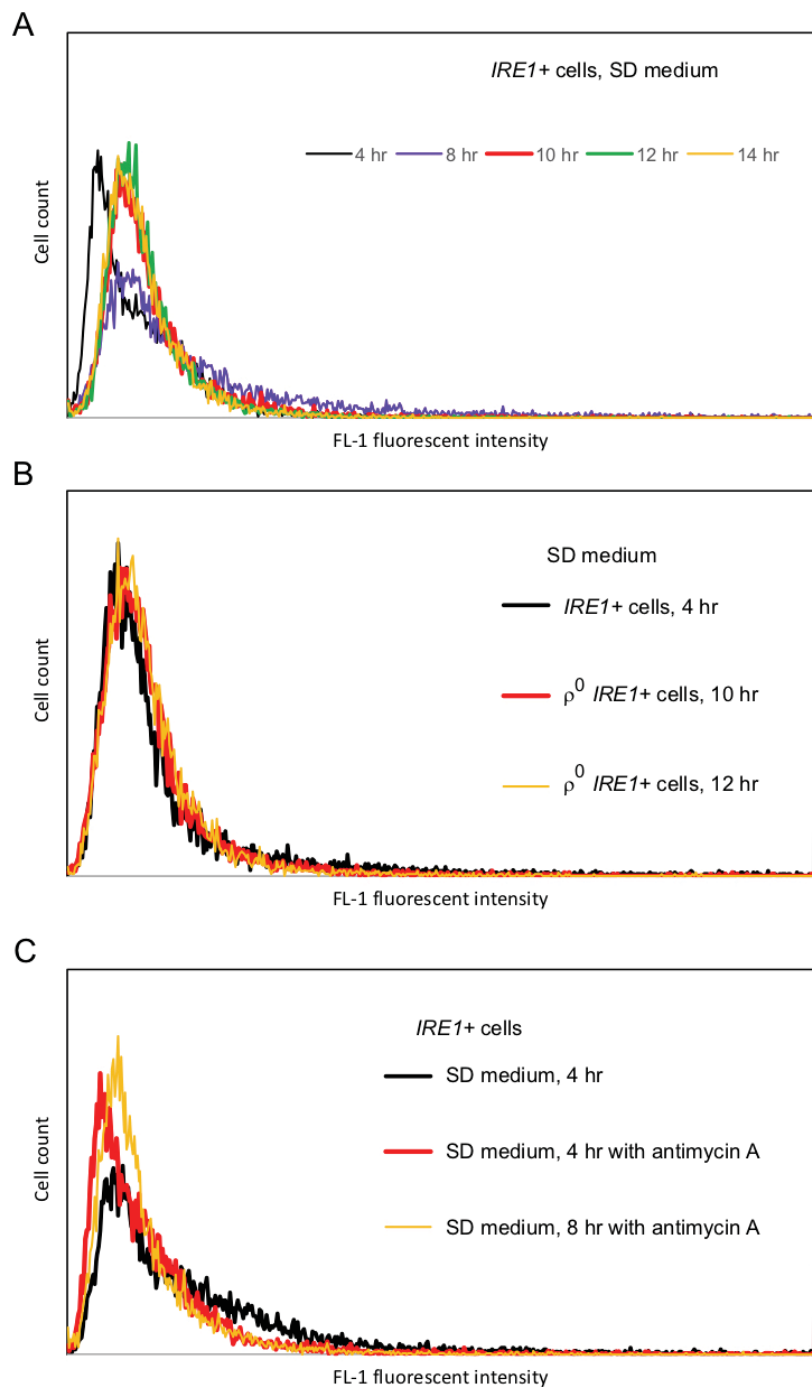 A
IRE1+ cells, SD medium
4 hr 8 hr 10 hr 12 hr 14 hr
Cell count
FL-1 fluorescent intensity
B
SD medium
IRE1+ cells, 4 hr
ρ⁰ IRE1+ cells, 10 hr
ρ⁰ IRE1+ cells, 12 hr
Cell count
FL-1 fluorescent intensity
C
IRE1+ cells
SD medium, 4 hr
SD medium, 4 hr with antimycin A
SD medium, 8 hr with antimycin A
Cell count
FL-1 fluorescent intensity